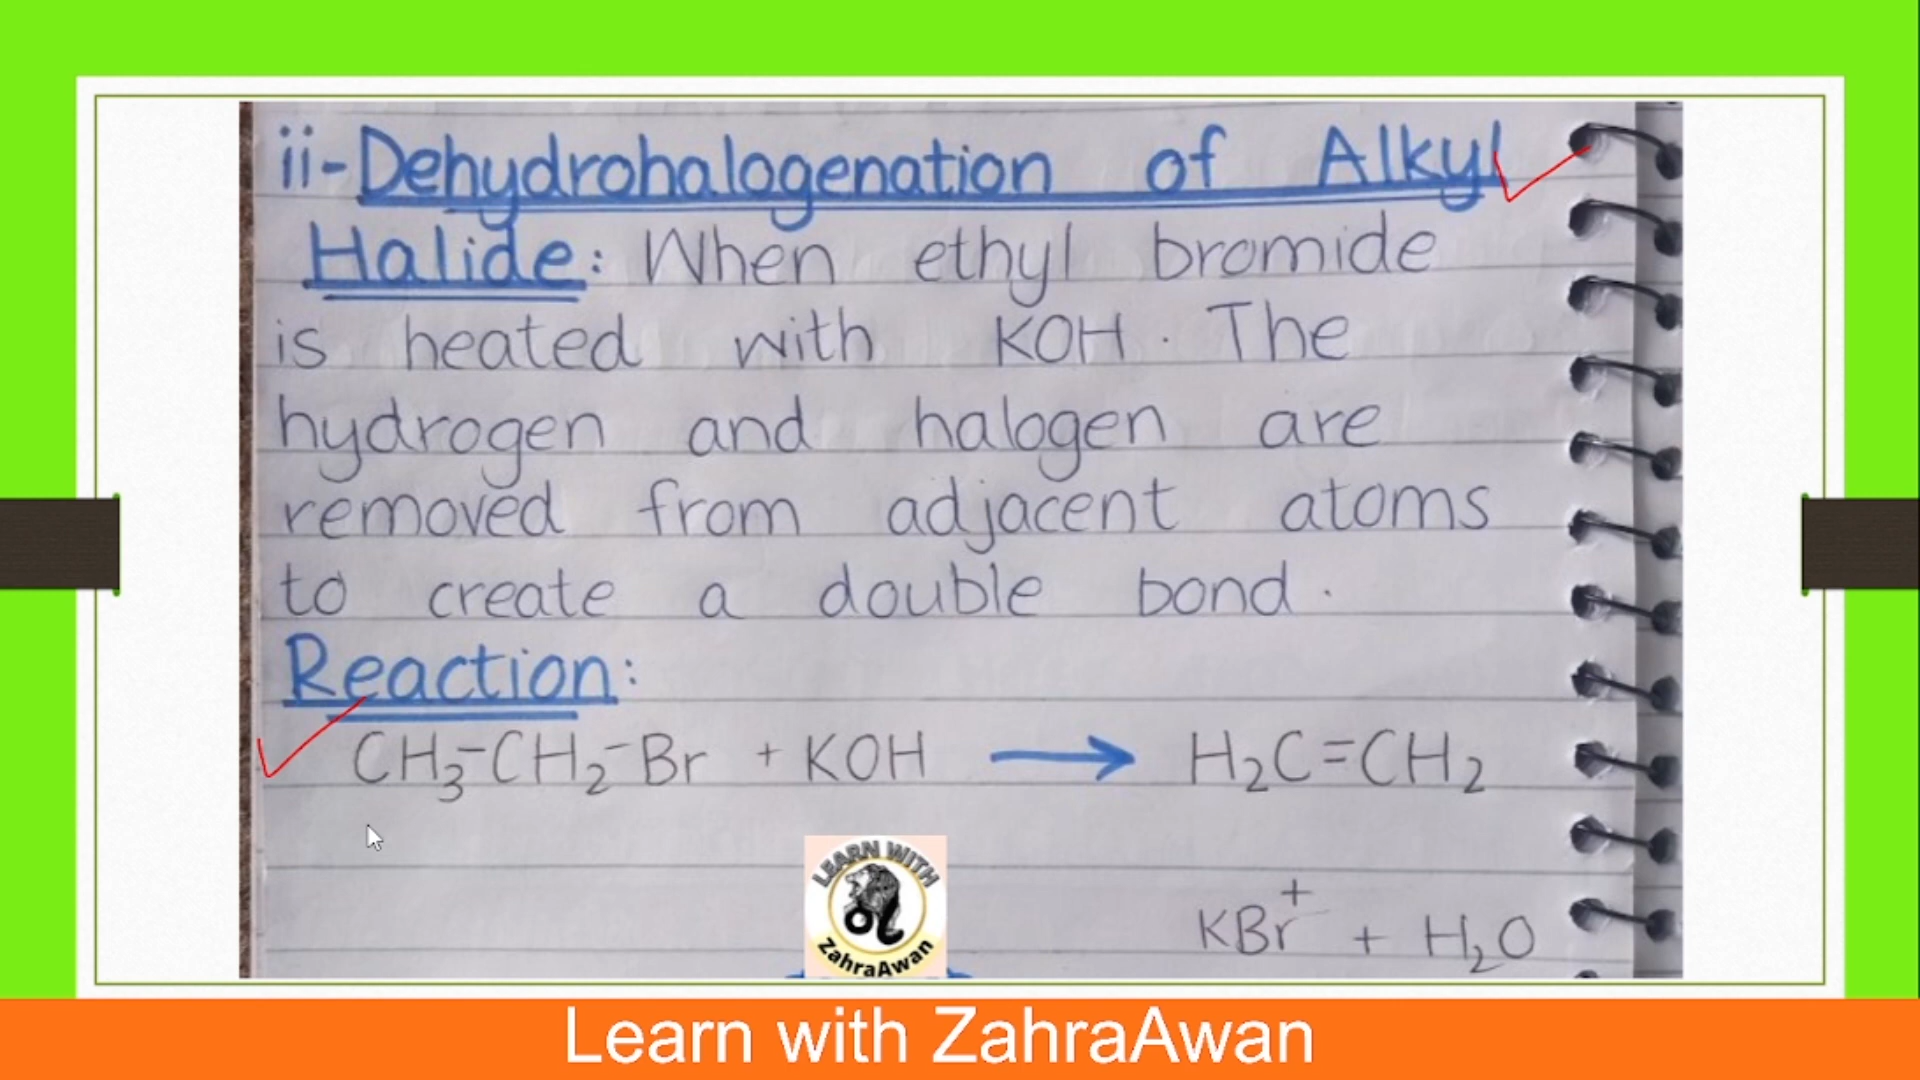 ii-Dehydrohalogenation of Alkyl
Halide: When ethyl bromide
is heated with KOH. The
hydrogen and halogen are
removed from adjacent atoms
to create a double bond.
Reaction:
CH₃-CH₂-Br + KOH → H₂C=CH₂
+
KBr + H₂O
LEARN WITH
ZahraAwan
Learn with ZahraAwan